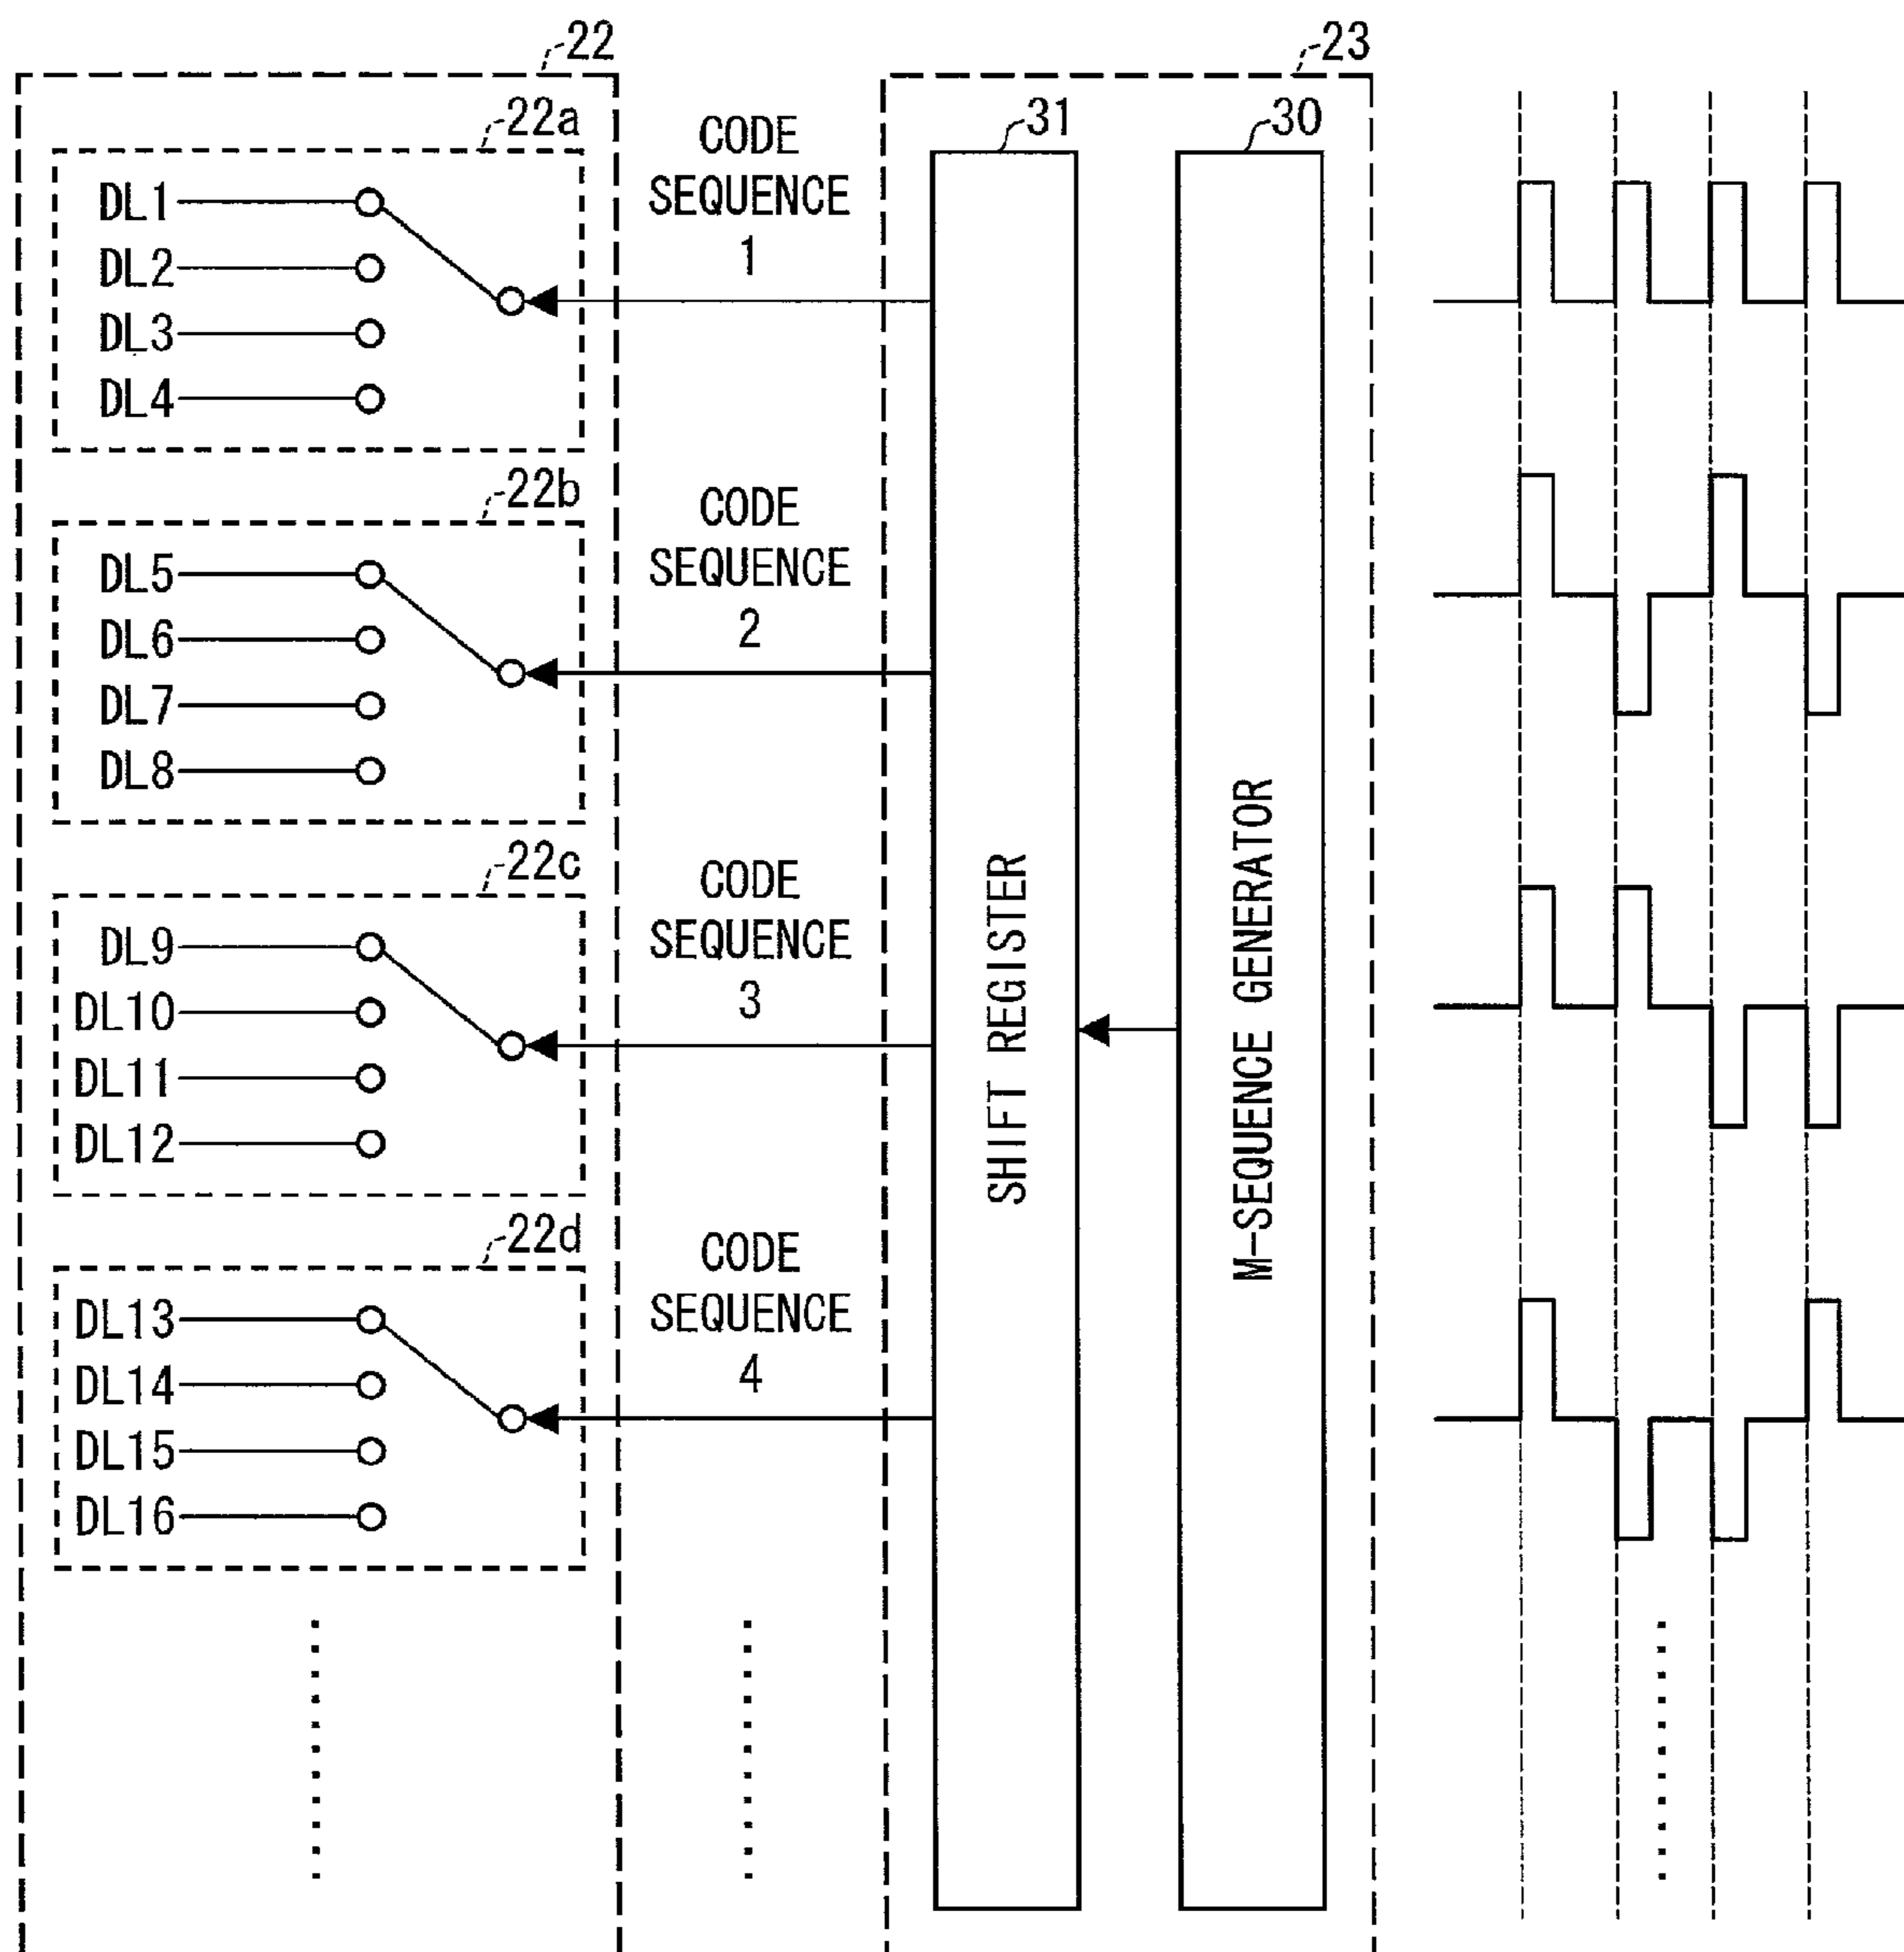 22
23
22a
DL1
DL2
DL3
DL4
CODE
SEQUENCE
1
31
30
22b
DL5
DL6
DL7
DL8
CODE
SEQUENCE
2
22c
DL9
DL10
DL11
DL12
CODE
SEQUENCE
3
22d
DL13
DL14
DL15
DL16
CODE
SEQUENCE
4
SHIFT REGISTER
M-SEQUENCE GENERATOR